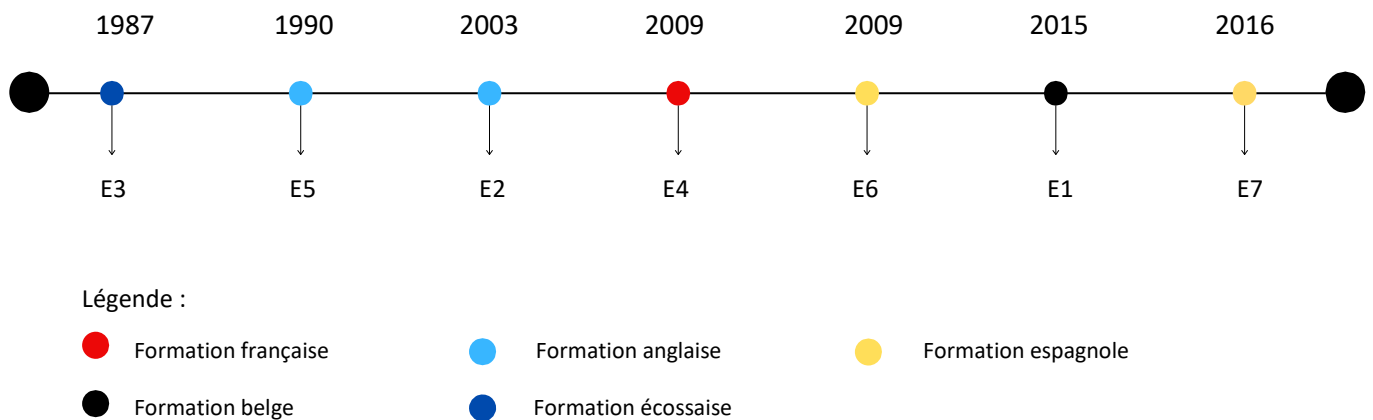 1987 1990 2003 2009 2009 2015 2016
E3 E5 E2 E4 E6 E1 E7
Légende :
Formation française Formation anglaise Formation espagnole
Formation belge Formation écossaise